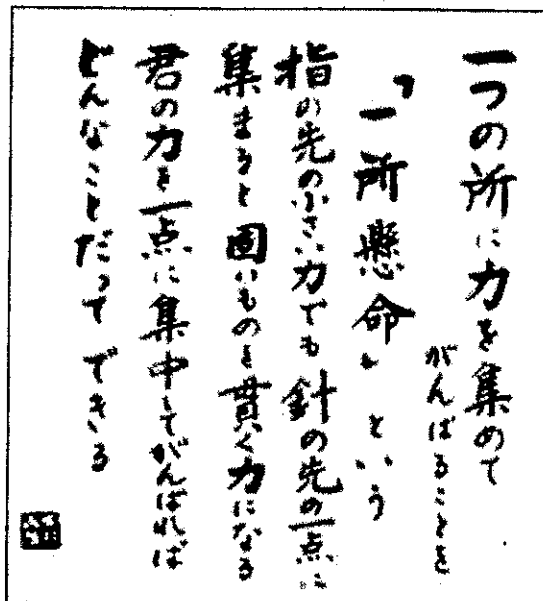 一つの所に力を集めて
がんばることを
「一所懸命」という
指の先の小さい力でも針の先の一点に
集まると固いものを貫く力になる
君の力を一点に集中してがんばれば
どんなことだってできる